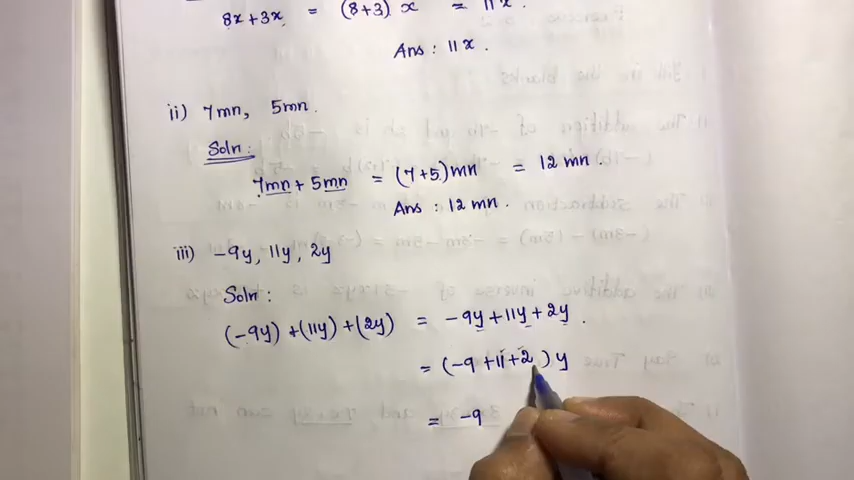 8x+3x = (8+3) x = 11x.
Ans : 11x.
ii) 7mn, 5mn.
Soln:
7mn + 5mn = (7+5)mn = 12 mn.
Ans : 12 mn.
iii) -9y, 11y, 2y
Soln:
(-9y) +(11y) +(2y) = -9y +11y + 2y.
= (-9 +11+2)y
= -9